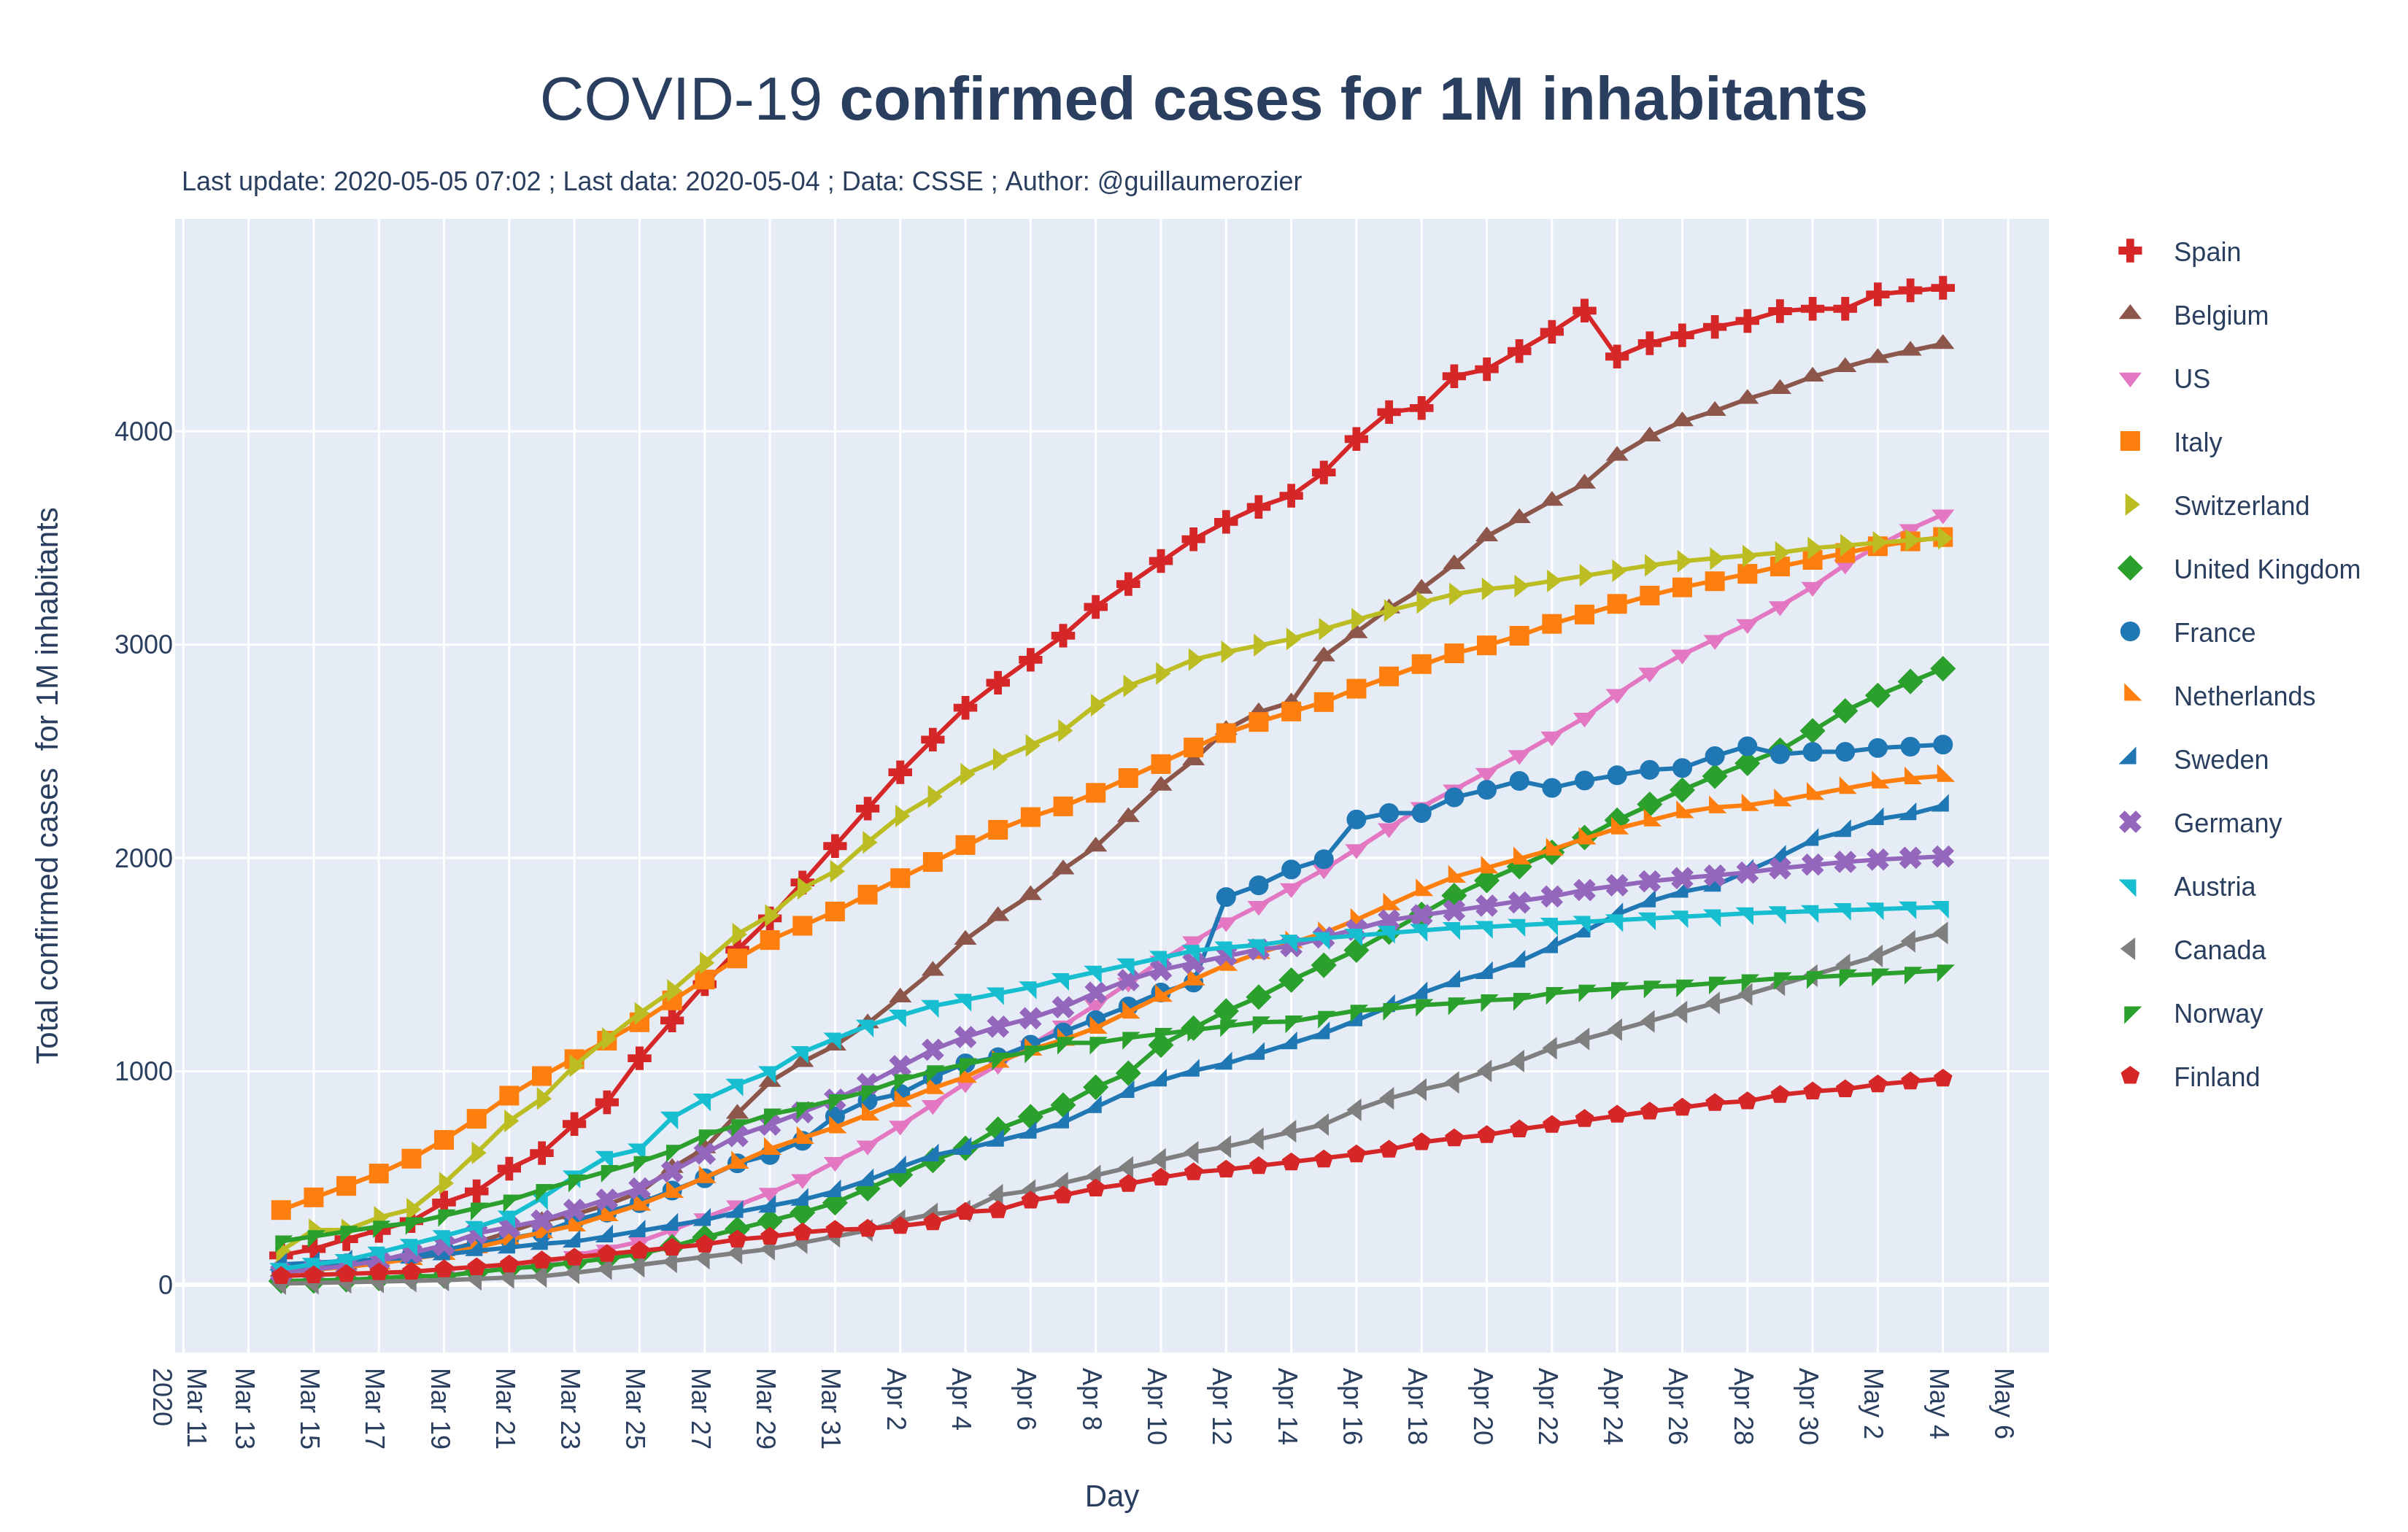 COVID-19 confirmed cases for 1M inhabitants
Last update: 2020-05-05 07:02 ; Last data: 2020-05-04 ; Data: CSSE ; Author: @guillaumerozier
Total confirmed cases  for 1M inhabitants
4000
3000
2000
1000
0
Mar 11
2020
Mar 13
Mar 15
Mar 17
Mar 19
Mar 21
Mar 23
Mar 25
Mar 27
Mar 29
Mar 31
Apr 2
Apr 4
Apr 6
Apr 8
Apr 10
Apr 12
Apr 14
Apr 16
Apr 18
Apr 20
Apr 22
Apr 24
Apr 26
Apr 28
Apr 30
May 2
May 4
May 6
Day
Spain
Belgium
US
Italy
Switzerland
United Kingdom
France
Netherlands
Sweden
Germany
Austria
Canada
Norway
Finland